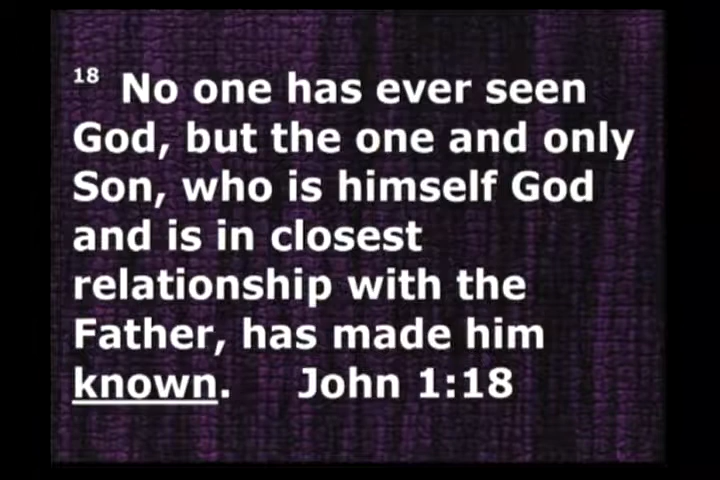 18 No one has ever seen
God, but the one and only
Son, who is himself God
and is in closest
relationship with the
Father, has made him
known. John 1:18